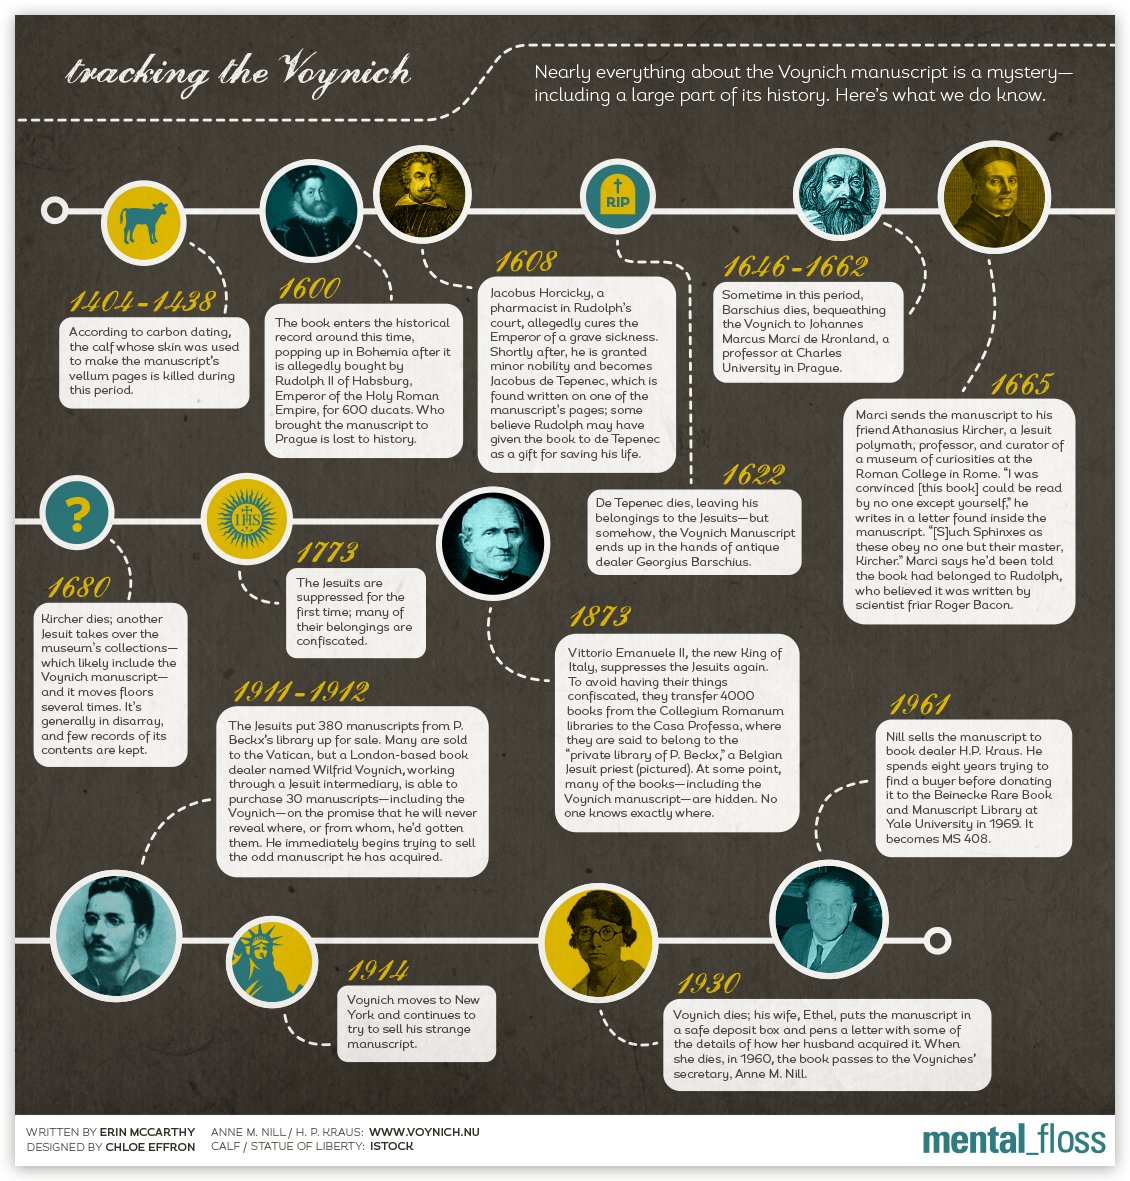 tracking the Voynich
Nearly everything about the Voynich manuscript is a mystery—
including a large part of its history. Here's what we do know.
RIP
1404-1438
According to carbon dating,
the calf whose skin was used
to make the manuscript's
vellum pages is killed during
this period.
1600
The book enters the historical
record around this time,
popping up in Bohemia after it
is allegedly bought by
Rudolph II of Habsburg,
Emperor of the Holy Roman
Empire, for 600 ducats. Who
brought the manuscript to
Prague is lost to history.
1608
Jacobus Horcicky, a
pharmacist in Rudolph's
court, allegedly cures the
Emperor of a grave sickness.
Shortly after, he is granted
minor nobility and becomes
Jacobus de Tepenec, which is
found written on one of the
manuscript's pages; some
believe Rudolph may have
given the book to de Tepenec
as a gift for saving his life.
1622
De Tepenec dies, leaving his
belongings to the Jesuits—but
somehow, the Voynich Manuscript
ends up in the hands of antique
dealer Georgius Barschius.
1646-1662
Sometime in this period,
Barschius dies, bequeathing
the Voynich to Johannes
Marcus Marci de Kronland, a
professor at Charles
University in Prague.
1665
Marci sends the manuscript to his
friend Athanasius Kircher, a Jesuit
polymath, professor, and curator of
a museum of curiosities at the
Roman College in Rome. "I was
convinced [this book] could be read
by no one except yourself," he
writes in a letter found inside the
manuscript. "[S]uch Sphinxes as
these obey no one but their master,
Kircher." Marci says he'd been told
the book had belonged to Rudolph,
who believed it was written by
scientist friar Roger Bacon.
?
1680
Kircher dies; another
Jesuit takes over the
museum's collections—
which likely include the
Voynich manuscript—
and it moves floors
several times. It's
generally in disarray,
and few records of its
contents are kept.
IHS
1773
The Jesuits are
suppressed for the
first time; many of
their belongings are
confiscated.
1873
Vittorio Emanuele II, the new King of
Italy, suppresses the Jesuits again.
To avoid having their things
confiscated, they transfer 4000
books from the Collegium Romanum
libraries to the Casa Professa, where
they are said to belong to the
"private library of P. Beckx," a Belgian
Jesuit priest (pictured). At some point,
many of the books—including the
Voynich manuscript—are hidden. No
one knows exactly where.
1911-1912
The Jesuits put 380 manuscripts from P.
Beckx's library up for sale. Many are sold
to the Vatican, but a London-based book
dealer named Wilfrid Voynich, working
through a Jesuit intermediary, is able to
purchase 30 manuscripts—including the
Voynich—on the promise that he will never
reveal where, or from whom, he'd gotten
them. He immediately begins trying to sell
the odd manuscript he has acquired.
1914
Voynich moves to New
York and continues to
try to sell his strange
manuscript.
1930
Voynich dies; his wife, Ethel, puts the manuscript in
a safe deposit box and pens a letter with some of
the details of how her husband acquired it. When
she dies, in 1960, the book passes to the Voyniches'
secretary, Anne M. Nill.
1961
Nill sells the manuscript to
book dealer H.P. Kraus. He
spends eight years trying to
find a buyer before donating
it to the Beinecke Rare Book
and Manuscript Library at
Yale University in 1969. It
becomes MS 408.
WRITTEN BY ERIN MCCARTHY
DESIGNED BY CHLOE EFFRON
ANNE M. NILL / H. P. KRAUS: WWW.VOYNICH.NU
CALF / STATUE OF LIBERTY: ISTOCK
mental_floss